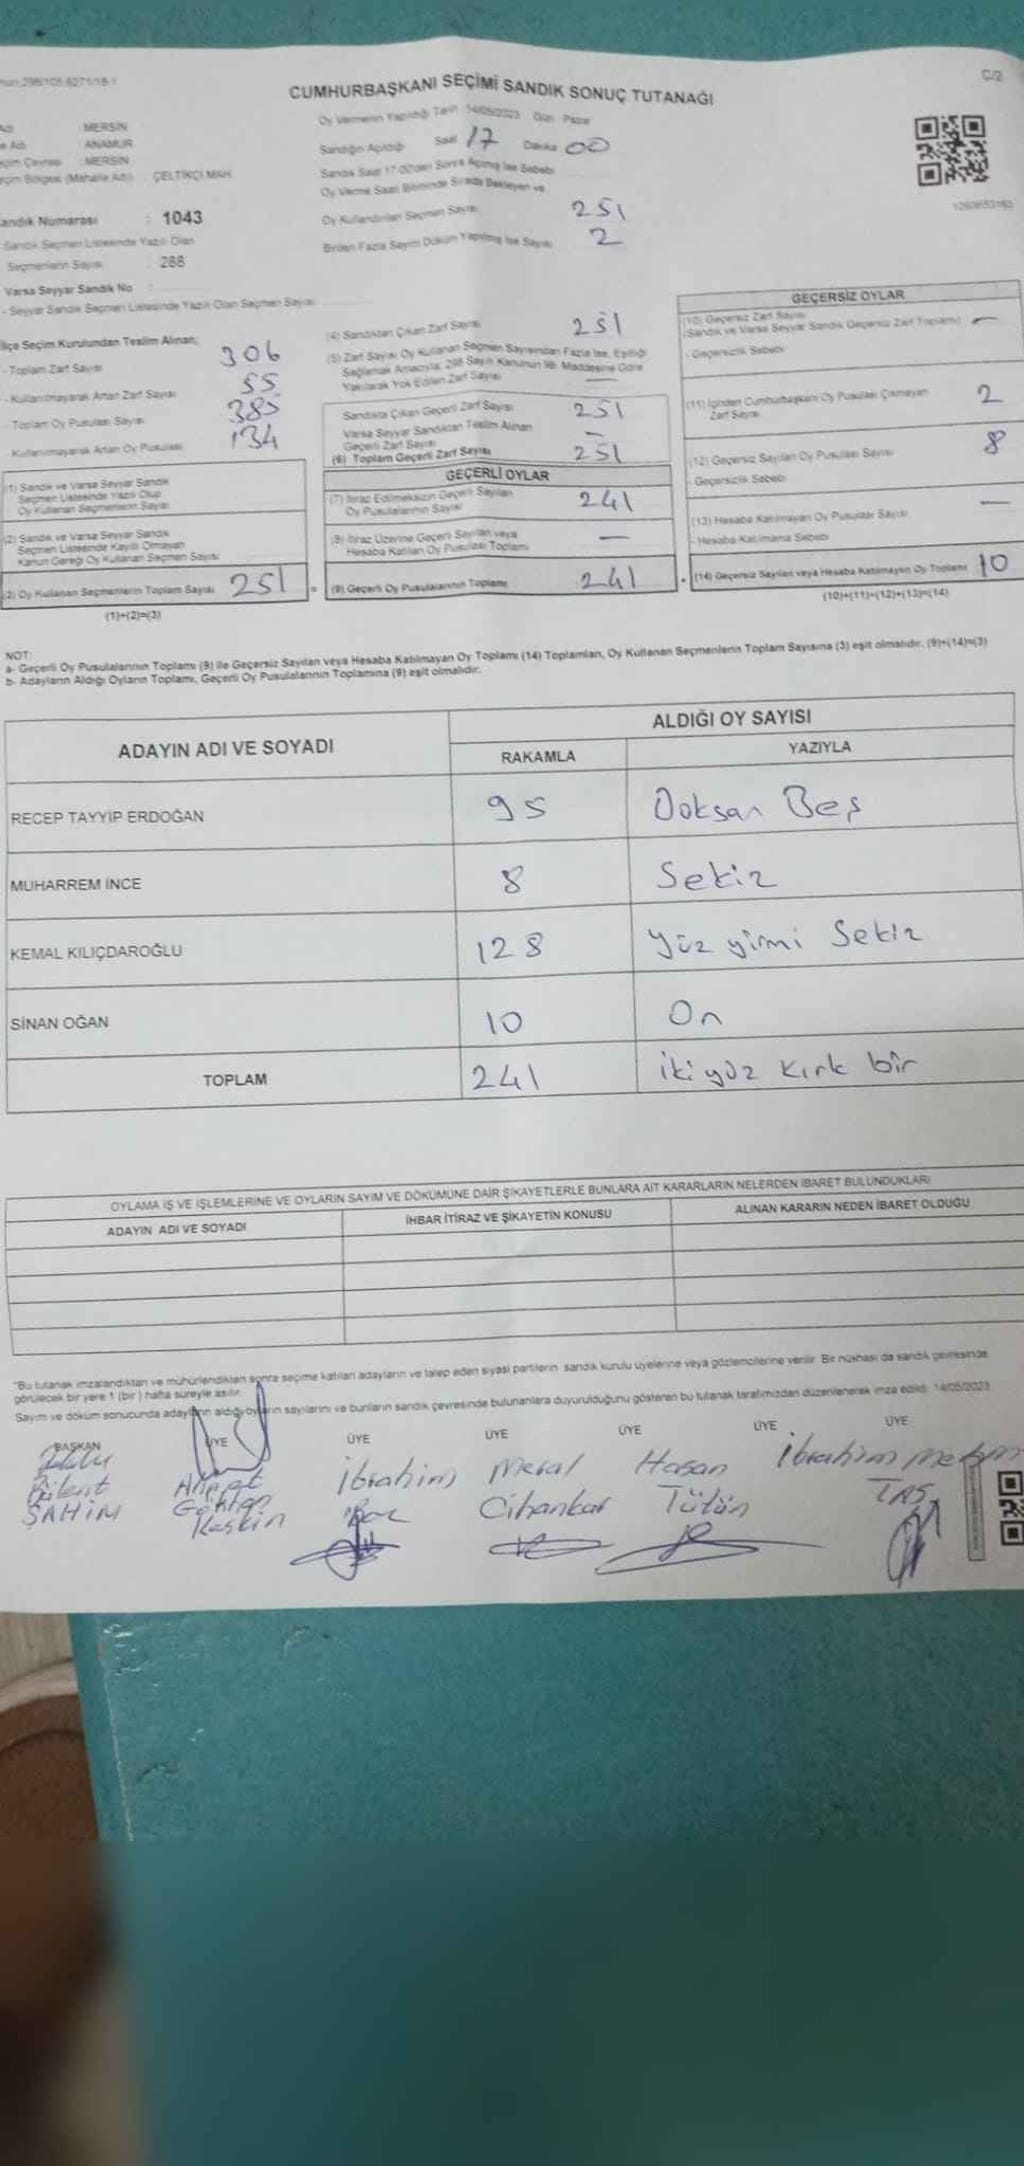 C/2
CUMHURBAŞKANI SEÇİMİ SANDIK SONUÇ TUTANAĞI
Oy Vermenin Yapıldığı Tarih 14/05/2023 Gün Pazar
MERSİN
Adı ANAMUR
Seçim Çevresi :MERSİN
Seçim Bölgesi (Mahalle Adı) ÇELTİKÇİ MAH.
Sandık Numarası : 1043
Sandık Seçmen Listesinde Yazılı Olan
Seçmenlerin Sayısı : 288
Varsa Seyyar Sandık No
- Seyyar Sandık Seçmen Listesinde Yazılı Olan Seçmen Sayısı
Sandığın Açıldığı Saat 17 Dakika 00
Sandık Saat 17.00'den Sonra Açılmış İse Sebebi
Oy Verme Saati Bitiminde Sırada Bekleyen ve
Oy Kullandırılan Seçmen Sayısı 251
Birden Fazla Sayım Döküm Yapılmış İse Sayısı 2
İlçe Seçim Kurulundan Teslim Alınan;
- Toplam Zarf Sayısı 306
- Kullanılmayarak Artan Zarf Sayısı 55
- Toplam Oy Pusulası Sayısı 385
- Kullanılmayarak Artan Oy Pusulası 134
(1) Sandık ve Varsa Seyyar Sandık
Seçmen Listesinde Yazılı Olup
Oy Kullanan Seçmenlerin Sayısı
(2) Sandık ve Varsa Seyyar Sandık
Seçmen Listesinde Kayıtlı Olmayan
Kanun Gereği Oy Kullanan Seçmen Sayısı
(3) Oy Kullanan Seçmenlerin Toplam Sayısı 251
(1)+(2)=(3)
(4) Sandıktan Çıkan Zarf Sayısı 251
(5) Zarf Sayısı Oy Kullanan Seçmen Sayısından Fazla İse, Eşitliği
Sağlamak Amacıyla, 298 Sayılı Kanunun 98. Maddesine Göre
Yakılarak Yok Edilen Zarf Sayısı —
Sandıkta Çıkan Geçerli Zarf Sayısı 251
Varsa Seyyar Sandıktan Teslim Alınan
Geçerli Zarf Sayısı —
(6) Toplam Geçerli Zarf Sayısı 251
GEÇERLİ OYLAR
(7) İtiraz Edilmeksizin Geçerli Sayılan
Oy Pusulalarının Sayısı 241
(8) İtiraz Üzerine Geçerli Sayılan veya
Hesaba Katılan Oy Pusulası Toplamı —
(9) Geçerli Oy Pusulalarının Toplamı 241
GEÇERSİZ OYLAR
(10) Geçersiz Zarf Sayısı
(Sandık ve Varsa Seyyar Sandık Geçersiz Zarf Toplamı) —
- Geçersizlik Sebebi
(11) İçinden Cumhurbaşkanı Oy Pusulası Çıkmayan
Zarf Sayısı 2
(12) Geçersiz Sayılan Oy Pusulası Sayısı 8
- Geçersizlik Sebebi
(13) Hesaba Katılmayan Oy Pusulası Sayısı —
- Hesaba Katılmama Sebebi
(14) Geçersiz Sayılan veya Hesaba Katılmayan Oy Toplamı 10
(10)+(11)+(12)+(13)=(14)
NOT:
a- Geçerli Oy Pusulalarının Toplamı (9) ile Geçersiz Sayılan veya Hesaba Katılmayan Oy Toplamı (14) Toplamları, Oy Kullanan Seçmenlerin Toplam Sayısına (3) eşit olmalıdır. (9)+(14)=(3)
b- Adayların Aldığı Oyların Toplamı, Geçerli Oy Pusulalarının Toplamına (9) eşit olmalıdır.
ADAYIN ADI VE SOYADI
ALDIĞI OY SAYISI
RAKAMLA YAZIYLA
RECEP TAYYİP ERDOĞAN 95 Doksan Beş
MUHARREM İNCE 8 Sekiz
KEMAL KILIÇDAROĞLU 128 Yüz yirmi Sekiz
SİNAN OĞAN 10 On
TOPLAM 241 iki yüz kırk bir
OYLAMA İŞ VE İŞLEMLERİNE VE OYLARIN SAYIM VE DÖKÜMÜNE DAİR ŞİKAYETLERLE BUNLARA AİT KARARLARIN NELERDEN İBARET BULUNDUKLARI
ADAYIN ADI VE SOYADI İHBAR İTİRAZ VE ŞİKAYETİN KONUSU ALINAN KARARIN NEDEN İBARET OLDUĞU
"Bu tutanak imzalandıktan ve mühürlendikten sonra seçime katılan adayların ve talep eden siyasi partilerin sandık kurulu üyelerine veya gözlemcilerine verilir. Bir nüshası da sandık çevresinde
görülecek bir yere 1 (bir) hafta süreyle asılır.
Sayım ve döküm sonucunda adayların aldığı oyların sayılarını ve bunların sandık çevresinde bulunanlara duyurulduğunu gösteren bu tutanak tarafımızdan düzenlenerek imza edildi. 14/05/2023
BAŞKAN ÜYE ÜYE ÜYE ÜYE ÜYE ÜYE
Bülent Ahmet İbrahim Meral Hasan İbrahim
ŞAHİN Gökhan Cihankar Tütün TAŞ
Keskin